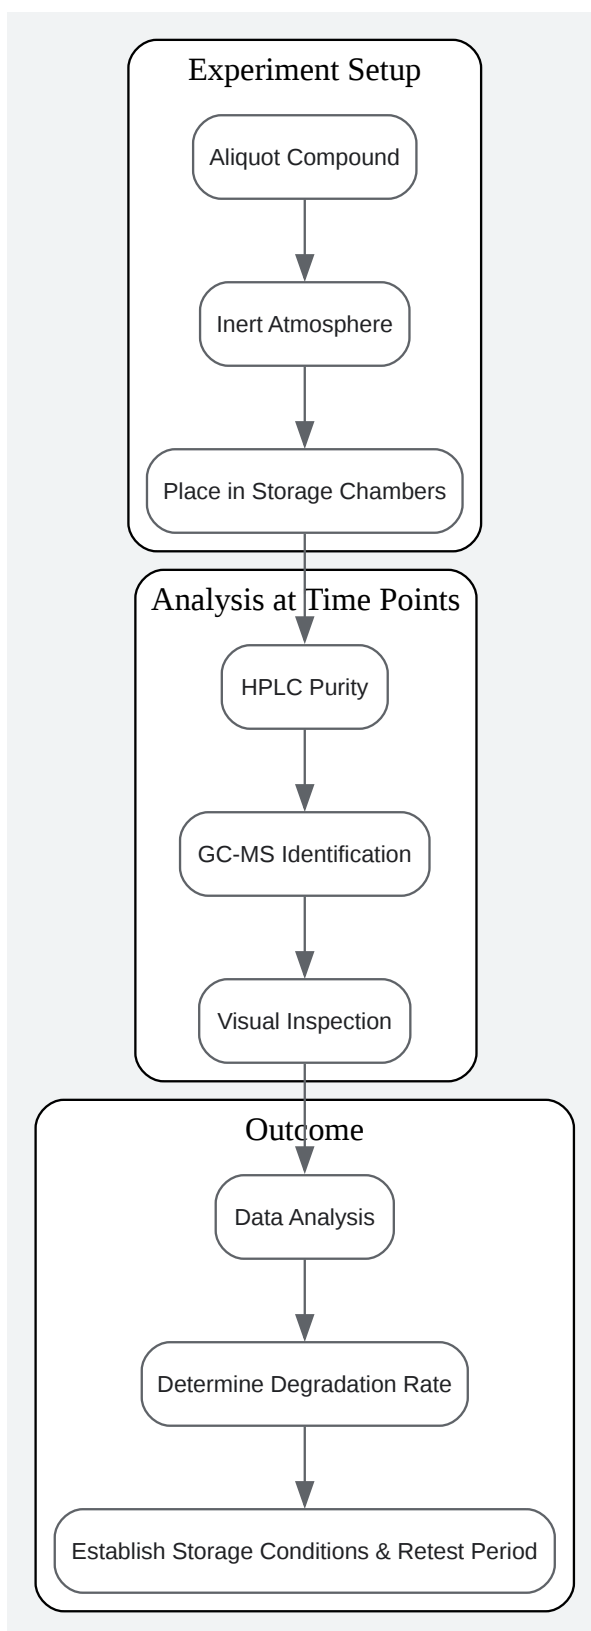 Experiment Setup
Aliquot Compound
Inert Atmosphere
Place in Storage Chambers
Analysis at Time Points
HPLC Purity
GC-MS Identification
Visual Inspection
Outcome
Data Analysis
Determine Degradation Rate
Establish Storage Conditions & Retest Period